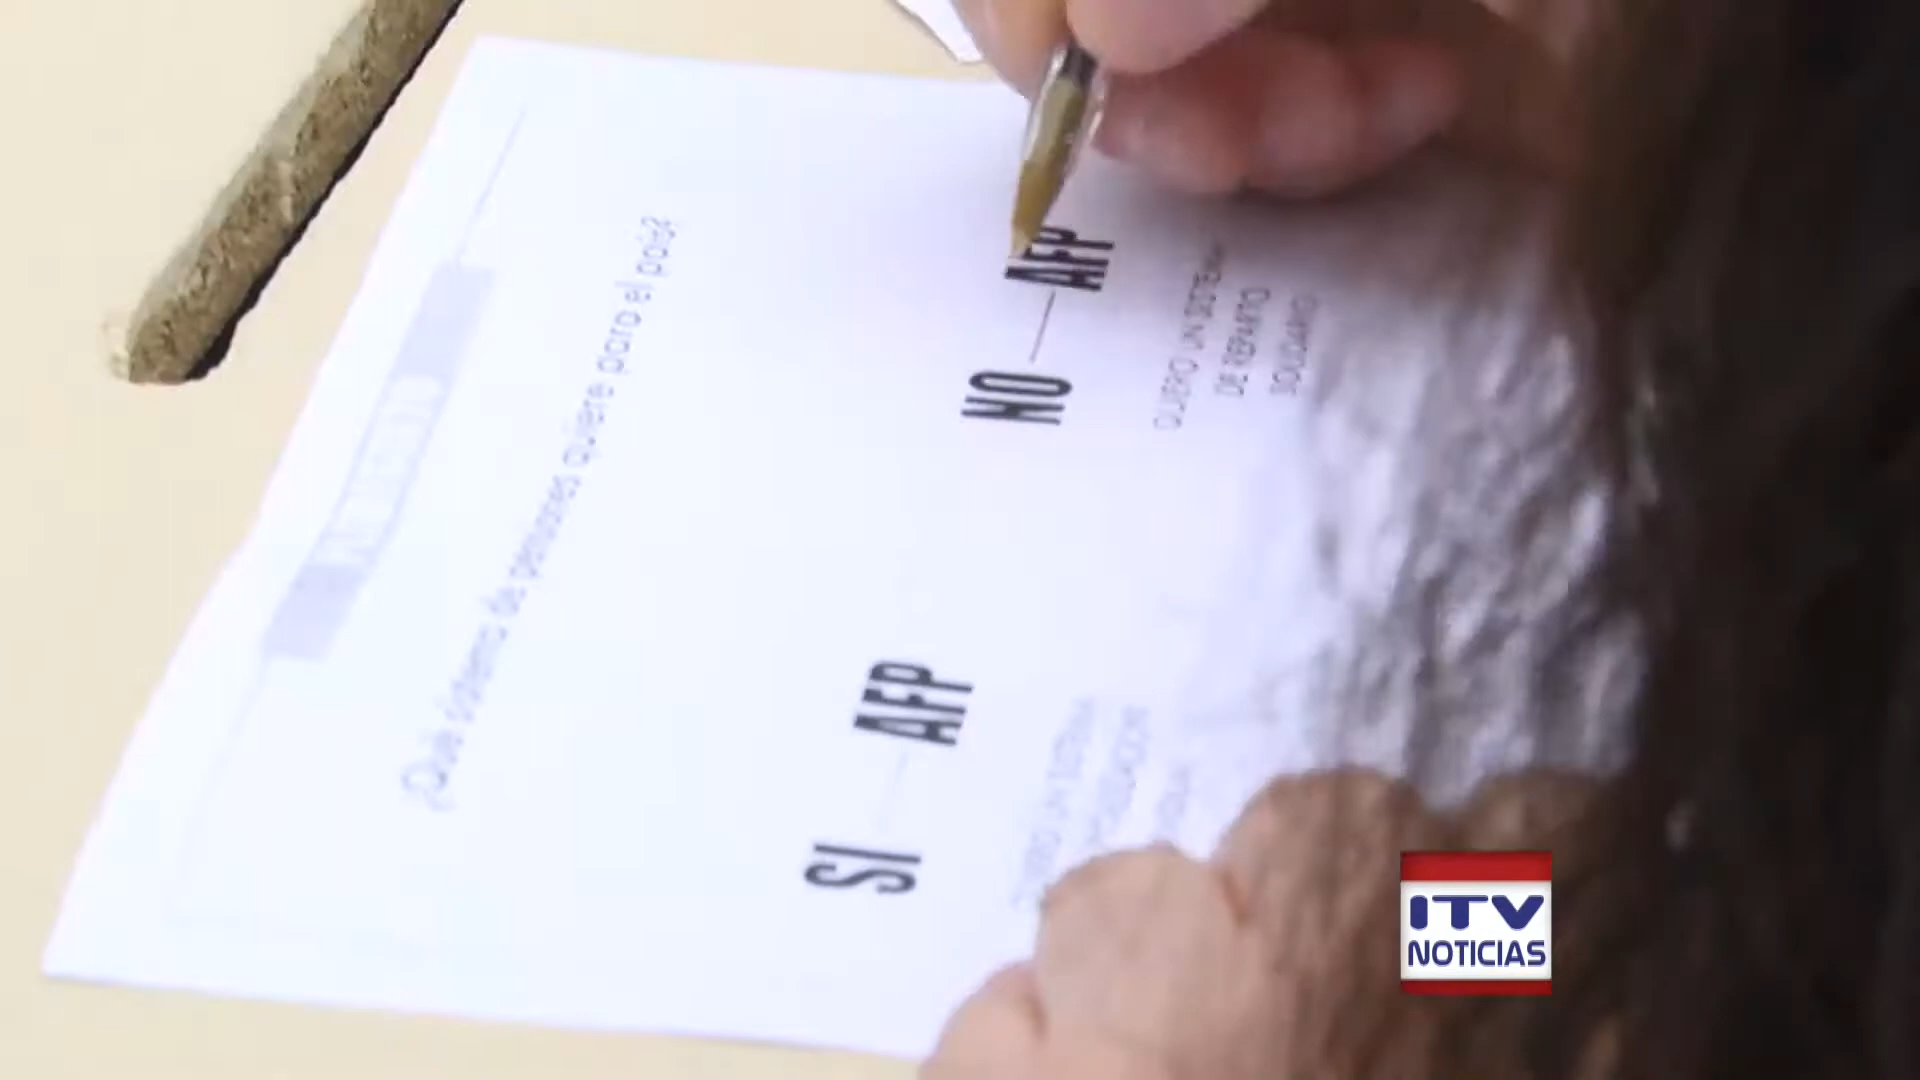 ¿Qué sistema de pensiones quiere para el país?
SI — AFP
NO — AFP
QUIERO UN SISTEMA
DE REPARTO
SOLIDARIO
ITV
NOTICIAS